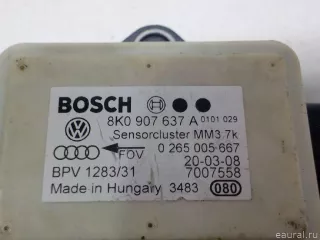 BOSCH
8K0 907 637 A 0101 029
Sensorcluster MM3.7k
FOV 0 265 005 667
20-03-08
BPV 1283/31 7007558
Made in Hungary 3483 080
eaural.ru